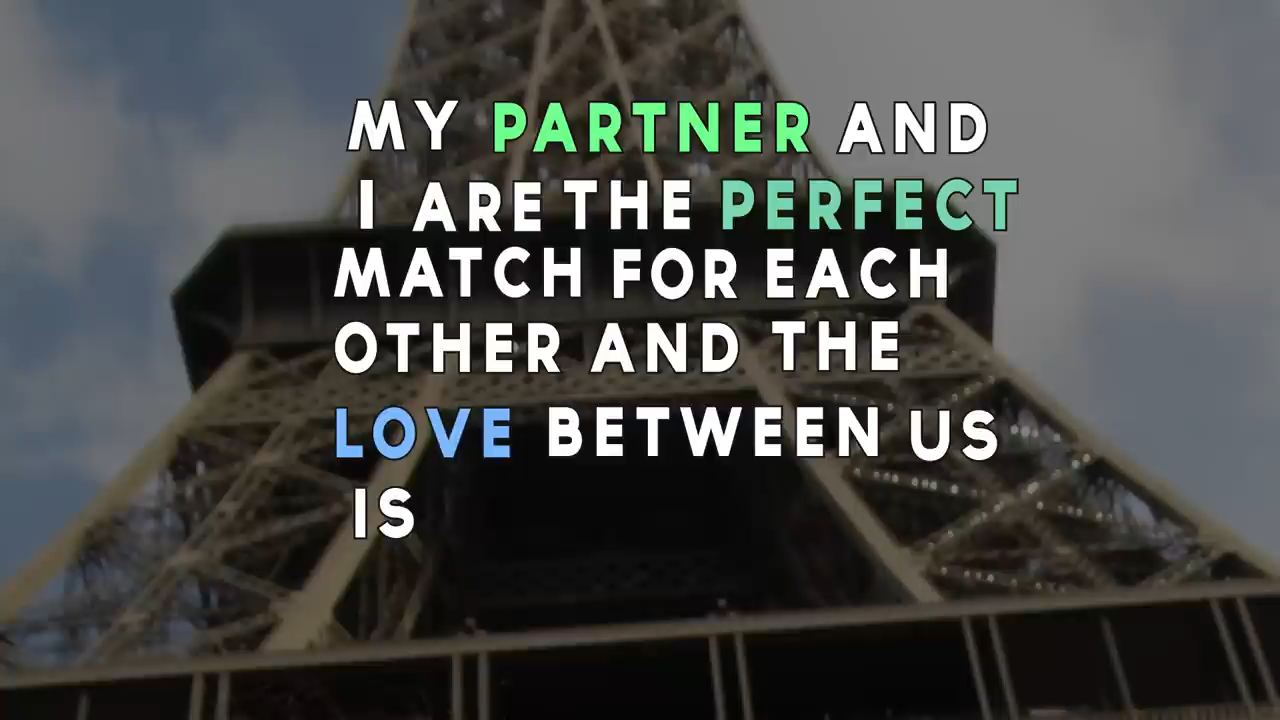 MY PARTNER AND
I ARE THE PERFECT
MATCH FOR EACH
OTHER AND THE
LOVE BETWEEN US
IS